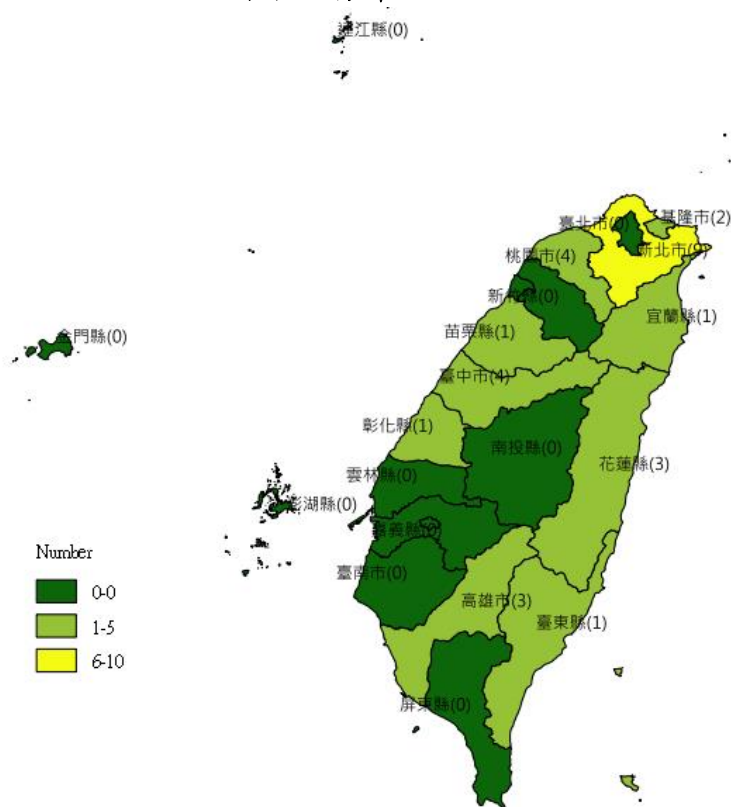 連江縣(0)
臺北市(0)
基隆市(2)
新北市(9)
桃園市(4)
新竹縣(0)
宜蘭縣(1)
苗栗縣(1)
金門縣(0)
臺中市(4)
彰化縣(1)
南投縣(0)
花蓮縣(3)
雲林縣(0)
澎湖縣(0)
嘉義縣(0)
臺南市(0)
高雄市(3)
臺東縣(1)
屏東縣(0)
Number
0-0
1-5
6-10